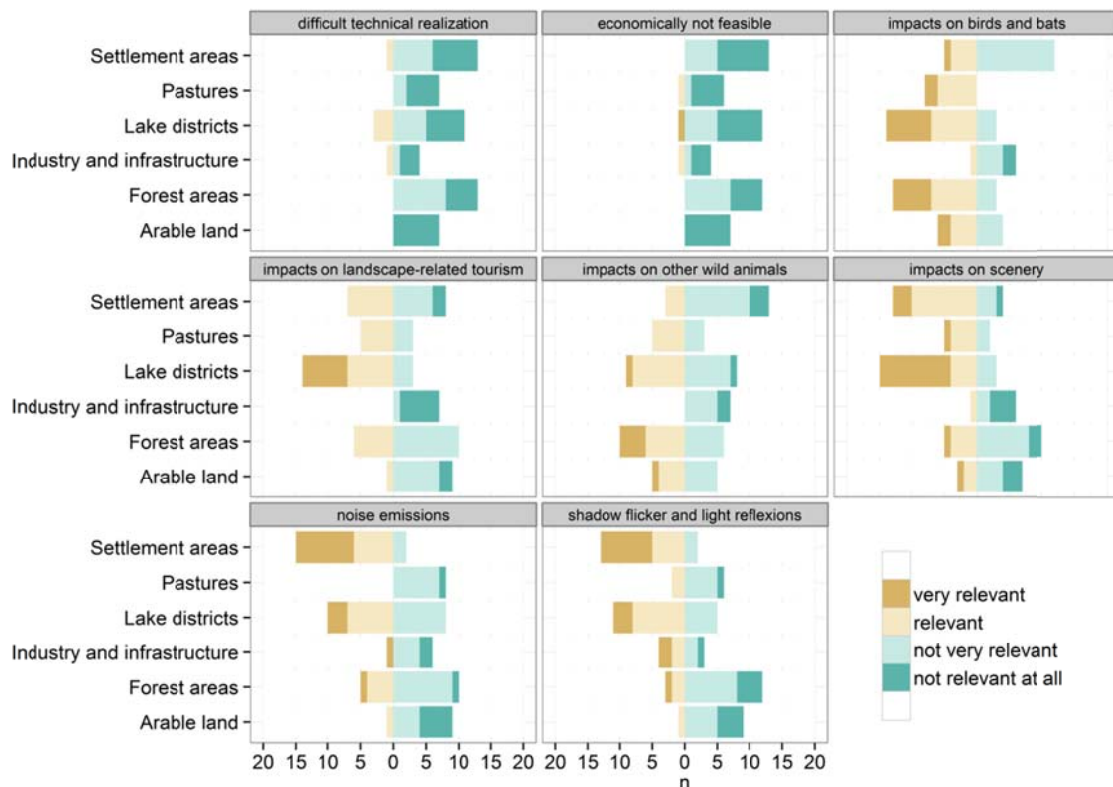 difficult technical realization
economically not feasible
impacts on birds and bats
Settlement areas
Pastures
Lake districts
Industry and infrastructure
Forest areas
Arable land
impacts on landscape-related tourism
impacts on other wild animals
impacts on scenery
Settlement areas
Pastures
Lake districts
Industry and infrastructure
Forest areas
Arable land
noise emissions
shadow flicker and light reflexions
Settlement areas
Pastures
Lake districts
Industry and infrastructure
Forest areas
Arable land
very relevant
relevant
not very relevant
not relevant at all
20 15 10 5 0 5 10 15 20
20 15 10 5 0 5 10 15 20
20 15 10 5 0 5 10 15 20
n